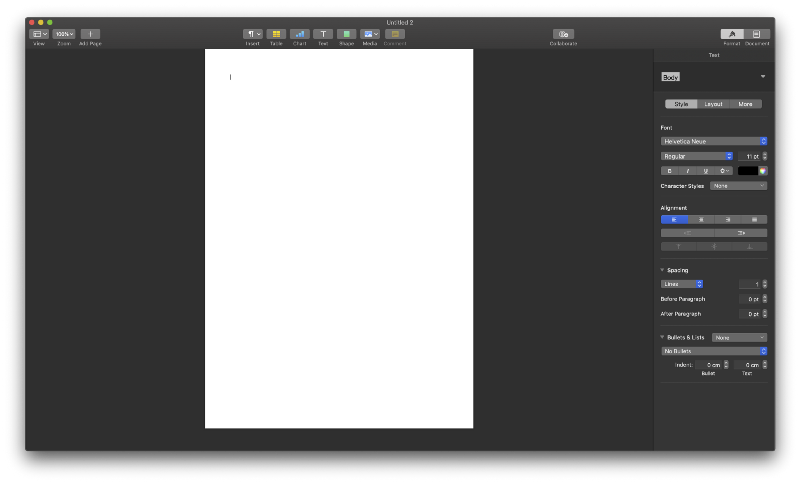 Untitled 2
View
100%
Zoom
Add Page
Insert
Table
Chart
Text
Shape
Media
Comment
Collaborate
Format
Document
Text
Body
Style
Layout
More
Font
Helvetica Neue
Regular
11 pt
B I U
Character Styles
None
Alignment
Spacing
Lines
1
Before Paragraph
0 pt
After Paragraph
0 pt
Bullets & Lists
None
No Bullets
Indent:
0 cm
0 cm
Bullet
Text